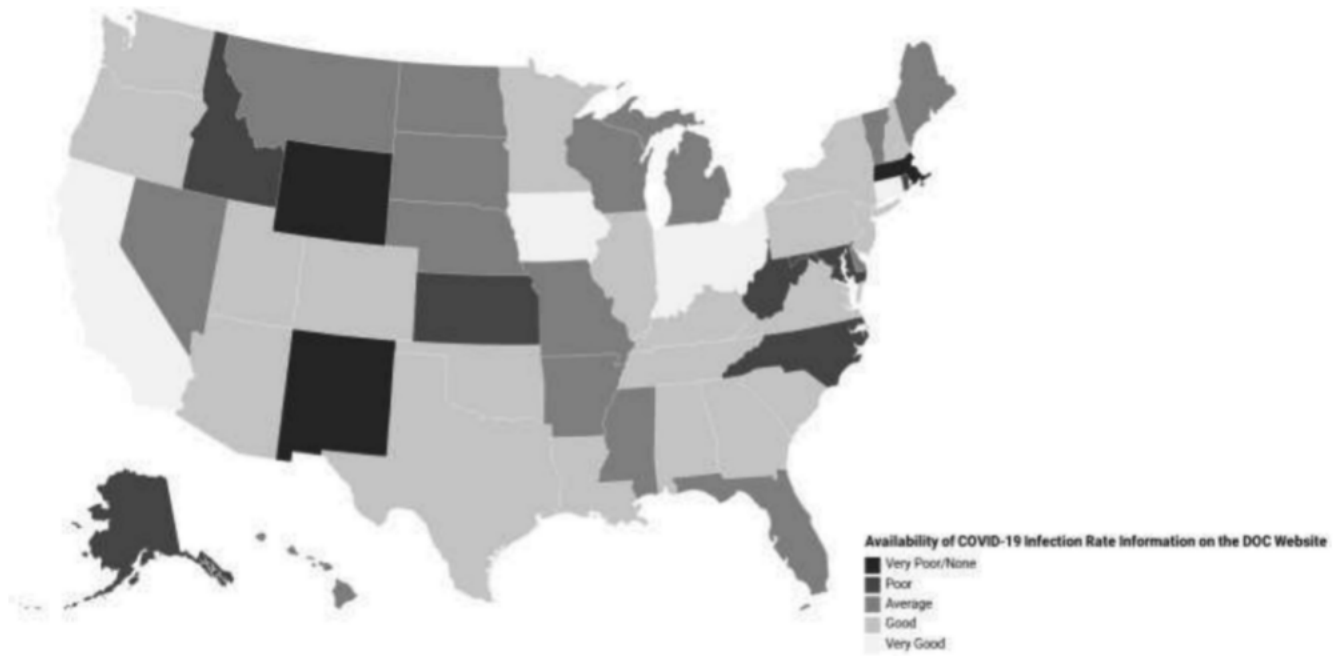 Availability of COVID-19 Infection Rate Information on the DOC Website
Very Poor/None
Poor
Average
Good
Very Good